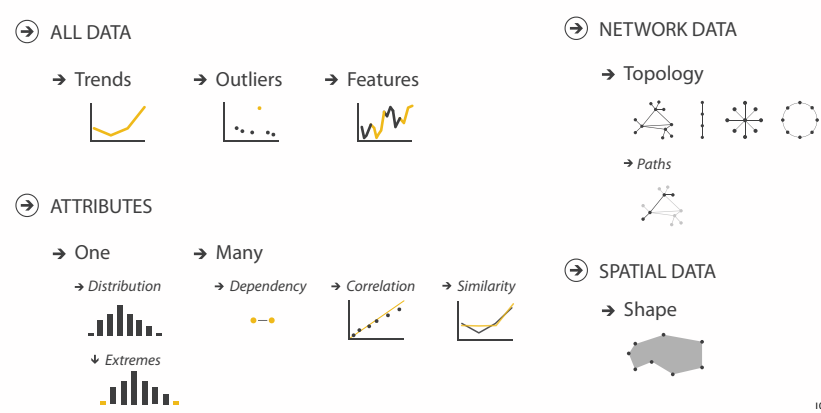 ALL DATA
Trends
Outliers
Features
ATTRIBUTES
One
Many
Distribution
Dependency
Correlation
Similarity
Extremes
NETWORK DATA
Topology
Paths
SPATIAL DATA
Shape